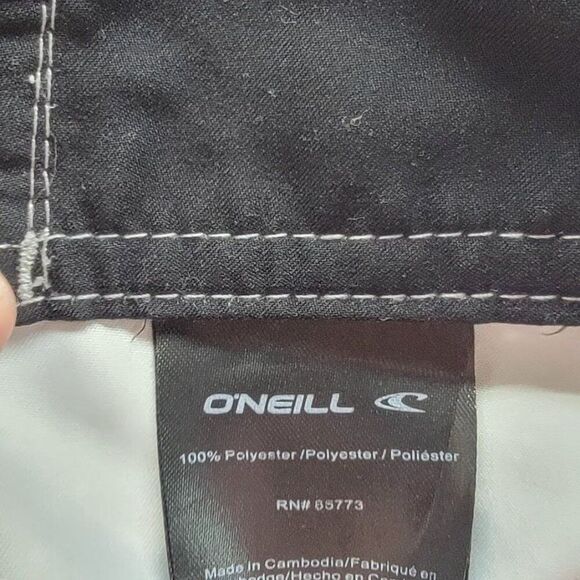 O'NEILL
100% Polyester /Polyester / Poliéster
RN# 85773
Made in Cambodia/Fabriqué en